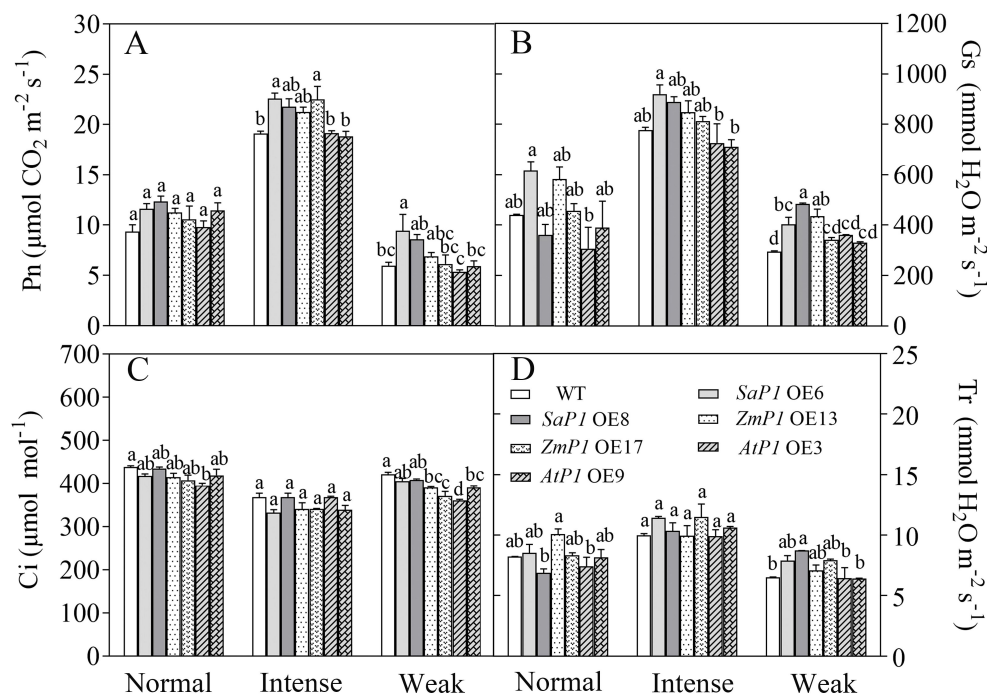 A
B
Pn (μmol CO2 m-2 s-1)
30
25
20
15
10
5
0
a a a a a a a
b a ab ab a b b
bc a ab abc bc c bc
Gs (mmol H2O m-2 s-1)
1200
1000
800
600
400
200
0
ab a ab ab ab b ab
ab a ab ab ab b b
d bc a ab cd cd cd
C
D
Ci (μmol mol-1)
700
600
500
400
300
200
100
0
a ab ab ab ab b ab
a a a a a a a
a ab ab bc c d bc
WT
SaP1 OE6
SaP1 OE8
ZmP1 OE13
ZmP1 OE17
AtP1 OE3
AtP1 OE9
Tr (mmol H2O m-2 s-1)
25
20
15
10
5
0
ab ab b a ab b ab
a a a a a a a
b ab a ab ab b b
Normal Intense Weak Normal Intense Weak